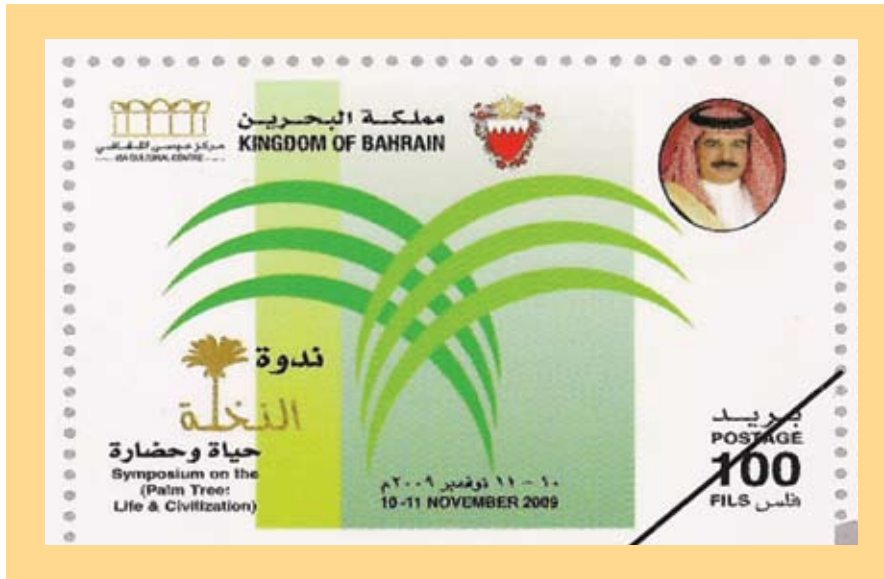 مملكة البحرين
KINGDOM OF BAHRAIN
مركز عيسى الثقافي
ISA CULTURAL CENTRE
ندوة
النخلة
حياة وحضارة
Symposium on the
(Palm Tree:
Life & Civilization)
١٠ - ١١ نوفمبر ٢٠٠٩م
10-11 NOVEMBER 2009
بريد
POSTAGE
100
FILS فلس